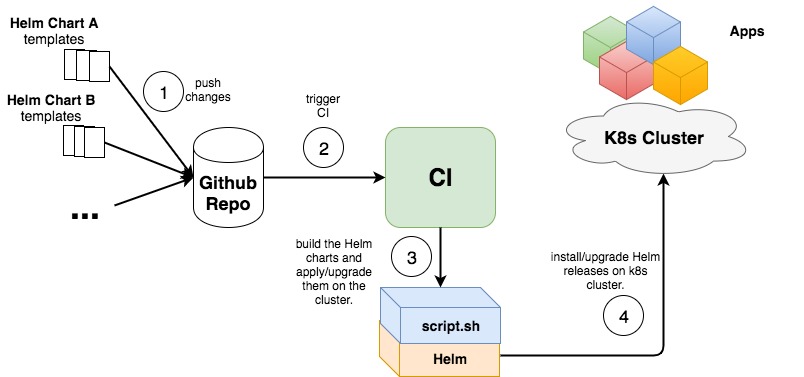 Helm Chart A
templates
Helm Chart B
templates
...
1
push
changes
Github
Repo
trigger
CI
2
CI
build the Helm
charts and
apply/upgrade
them on the
cluster.
3
script.sh
Helm
install/upgrade Helm
releases on k8s
cluster.
4
K8s Cluster
Apps